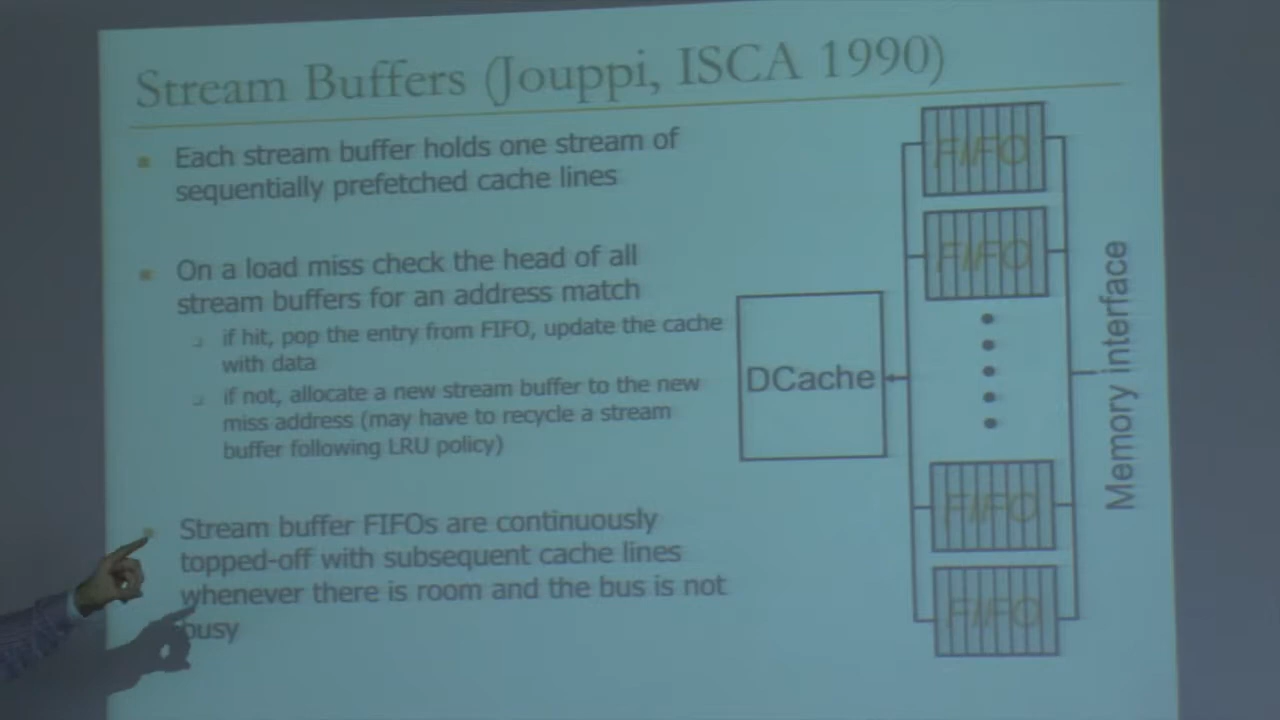 Stream Buffers (Jouppi, ISCA 1990)
Each stream buffer holds one stream of
sequentially prefetched cache lines
On a load miss check the head of all
stream buffers for an address match
if hit, pop the entry from FIFO, update the cache
with data
if not, allocate a new stream buffer to the new
miss address (may have to recycle a stream
buffer following LRU policy)
Stream buffer FIFOs are continuously
topped-off with subsequent cache lines
whenever there is room and the bus is not
busy
FIFO
FIFO
DCache
FIFO
FIFO
Memory interface